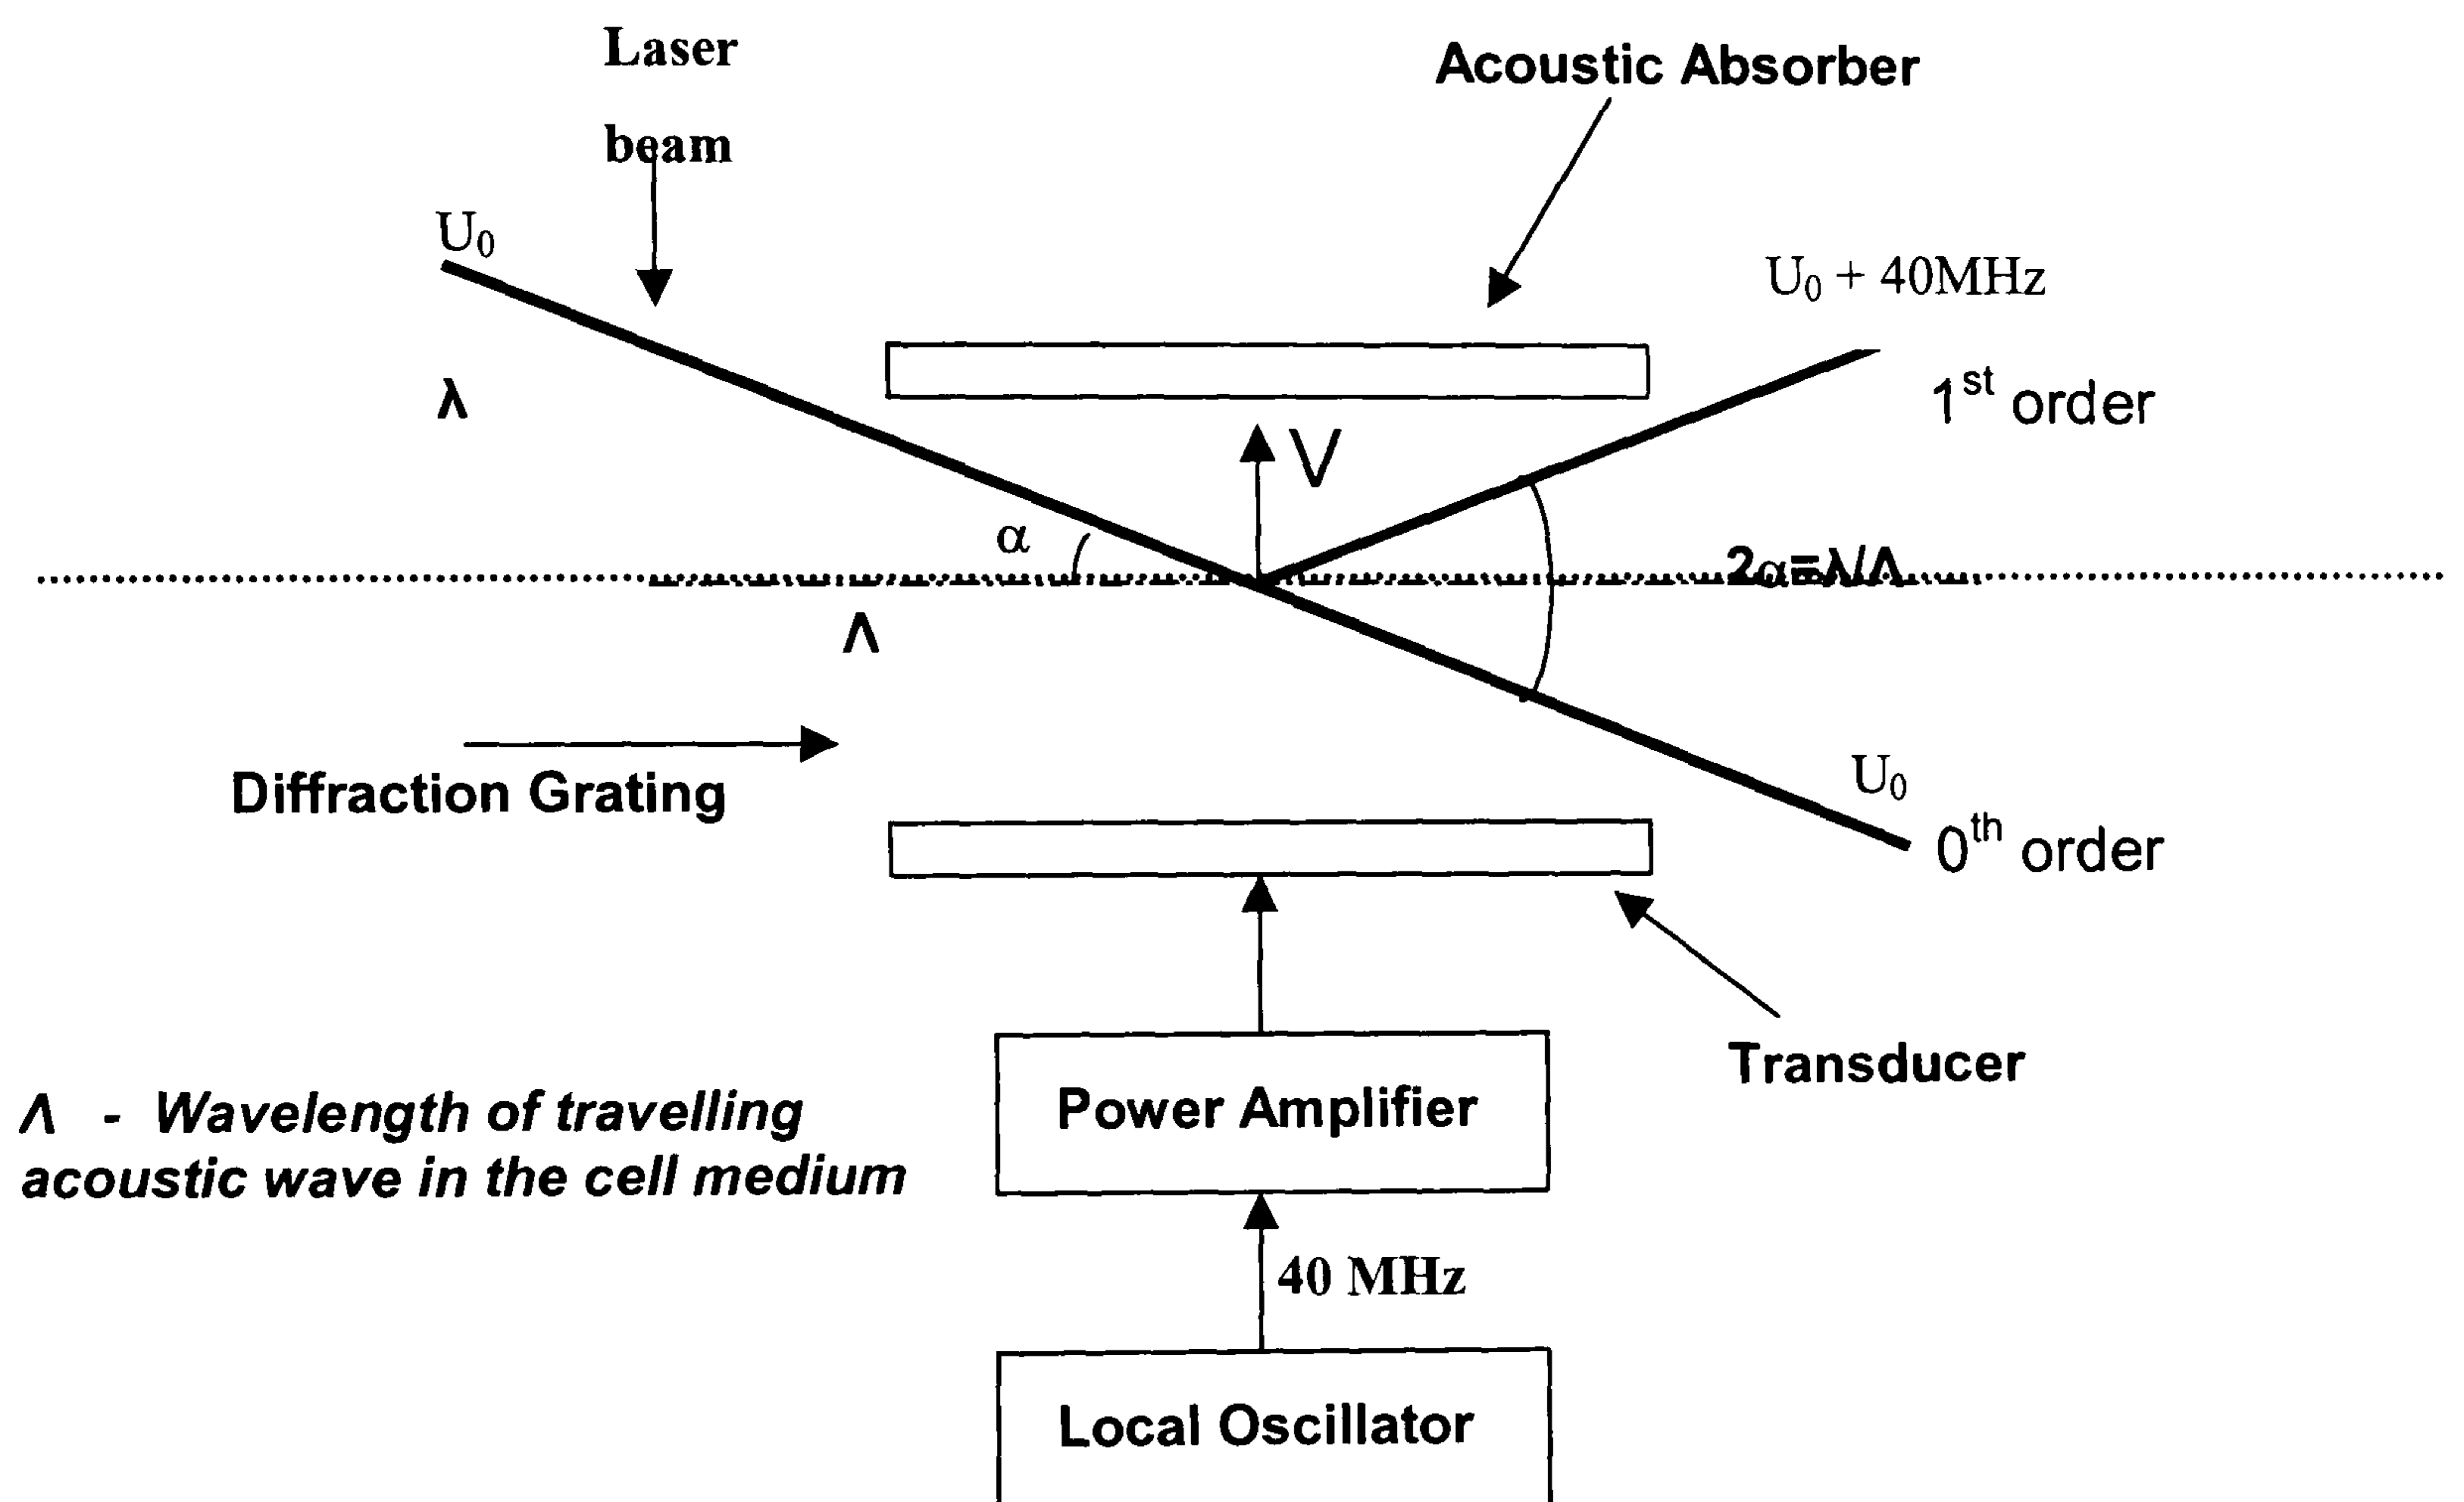 Laser
beam
Acoustic Absorber
U₀
U₀ + 40MHz
λ
1ˢᵗ order
V
α
2α=λ/Λ
Λ
Diffraction Grating
U₀
0ᵗʰ order
Transducer
Power Amplifier
Λ - Wavelength of travelling
acoustic wave in the cell medium
40 MHz
Local Oscillator